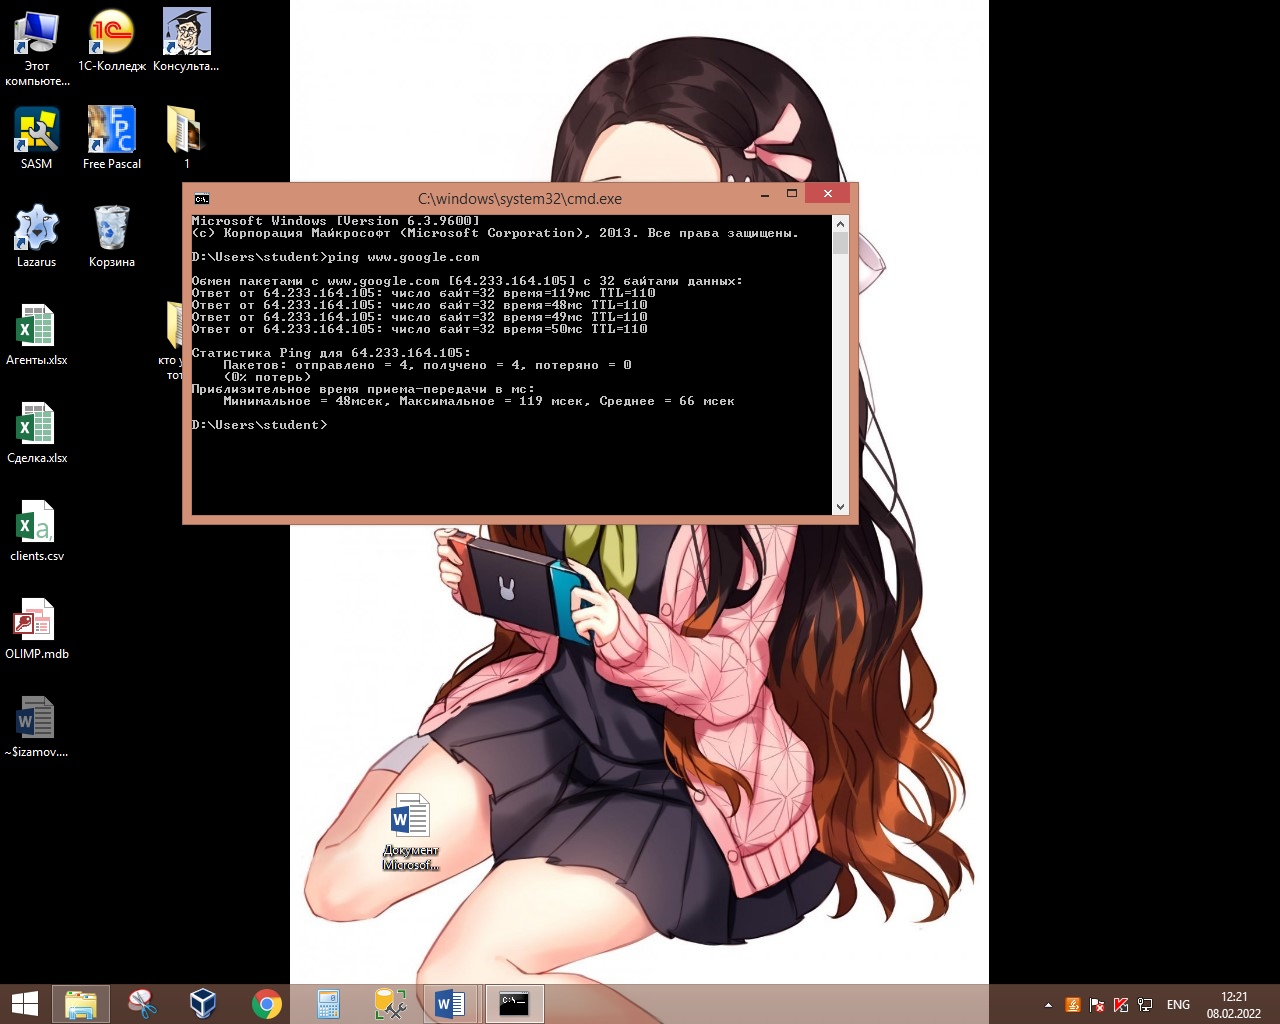 Этот
компьюте...
1С-Колледж
Консульта...
SASM
Free Pascal
1
Lazarus
Корзина
Агенты.xlsx
кто у
тот
Сделка.xlsx
clients.csv
OLIMP.mdb
~$izamov....
C:\windows\system32\cmd.exe
Microsoft Windows [Version 6.3.9600]
(c) Корпорация Майкрософт (Microsoft Corporation), 2013. Все права защищены.
D:\Users\student>ping www.google.com
Обмен пакетами с www.google.com [64.233.164.105] с 32 байтами данных:
Ответ от 64.233.164.105: число байт=32 время=119мс TTL=110
Ответ от 64.233.164.105: число байт=32 время=48мс TTL=110
Ответ от 64.233.164.105: число байт=32 время=49мс TTL=110
Ответ от 64.233.164.105: число байт=32 время=50мс TTL=110
Статистика Ping для 64.233.164.105:
Пакетов: отправлено = 4, получено = 4, потеряно = 0
(0% потерь)
Приблизительное время приема-передачи в мс:
Минимальное = 48мсек, Максимальное = 119 мсек, Среднее = 66 мсек
D:\Users\student>
Документ
Microsof...
ENG
12:21
08.02.2022